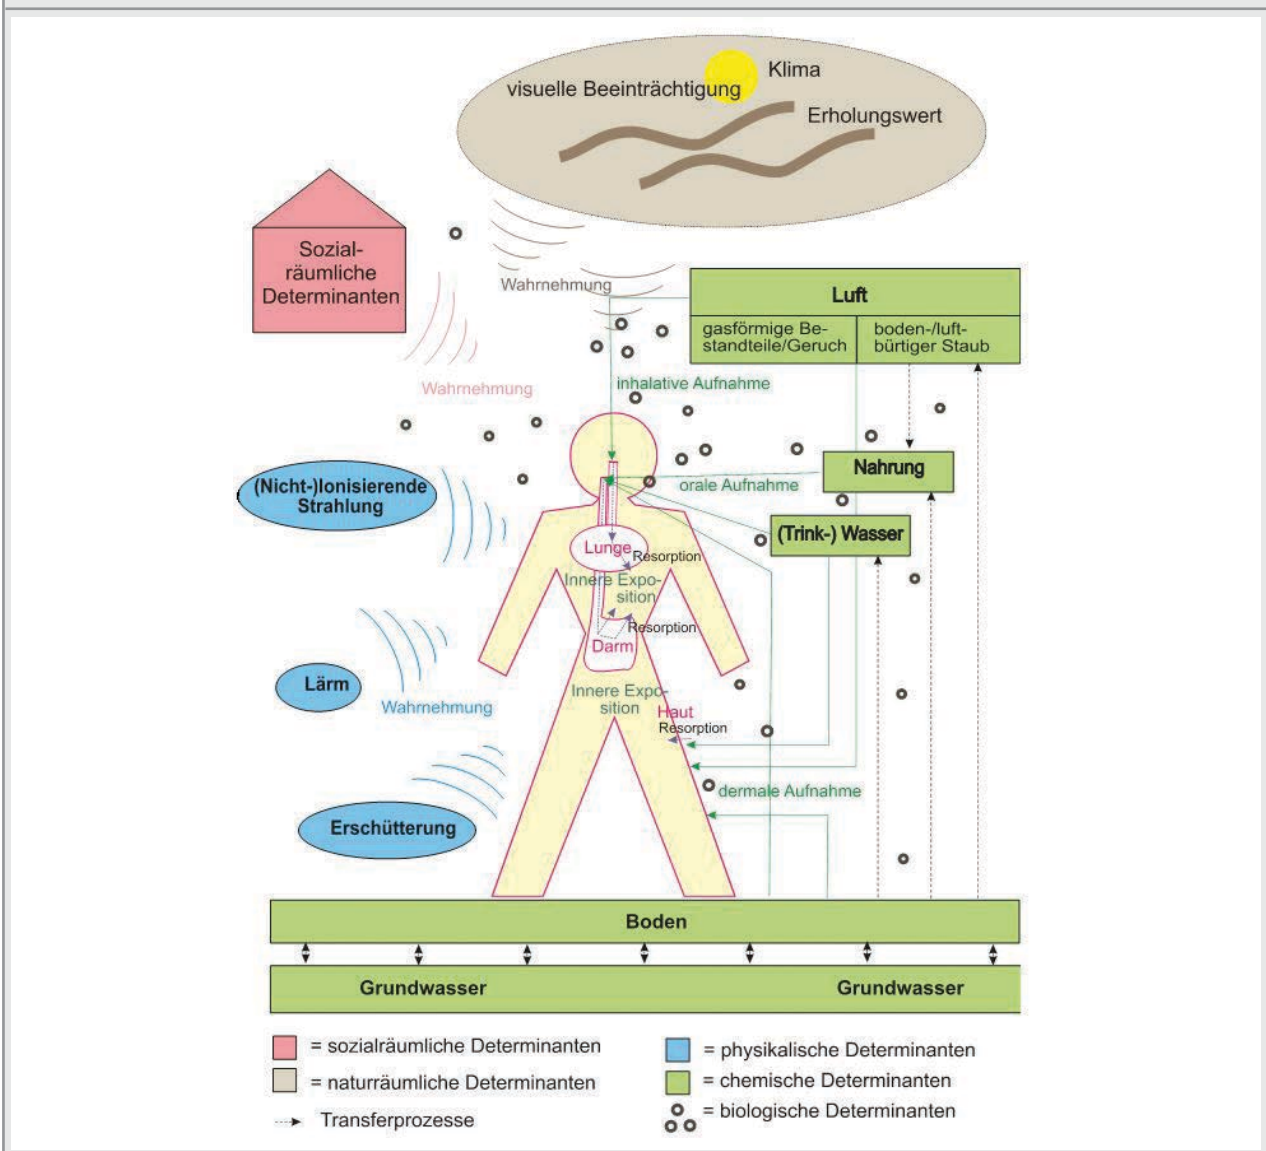 Klima
visuelle Beeinträchtigung
Erholungswert
Sozial-
räumliche
Determinanten
Wahrnehmung
Luft
gasförmige Be-
standteile/Geruch
boden-/luft-
bürtiger Staub
Wahrnehmung
inhalative Aufnahme
(Nicht-)Ionisierende
Strahlung
Nahrung
orale Aufnahme
(Trink-) Wasser
Lunge
Resorption
Innere Expo-
sition
Resorption
Darm
Lärm
Wahrnehmung
Innere Expo-
sition
Haut
Resorption
dermale Aufnahme
Erschütterung
Boden
Grundwasser
Grundwasser
= sozialräumliche Determinanten
= naturräumliche Determinanten
Transferprozesse
= physikalische Determinanten
= chemische Determinanten
= biologische Determinanten